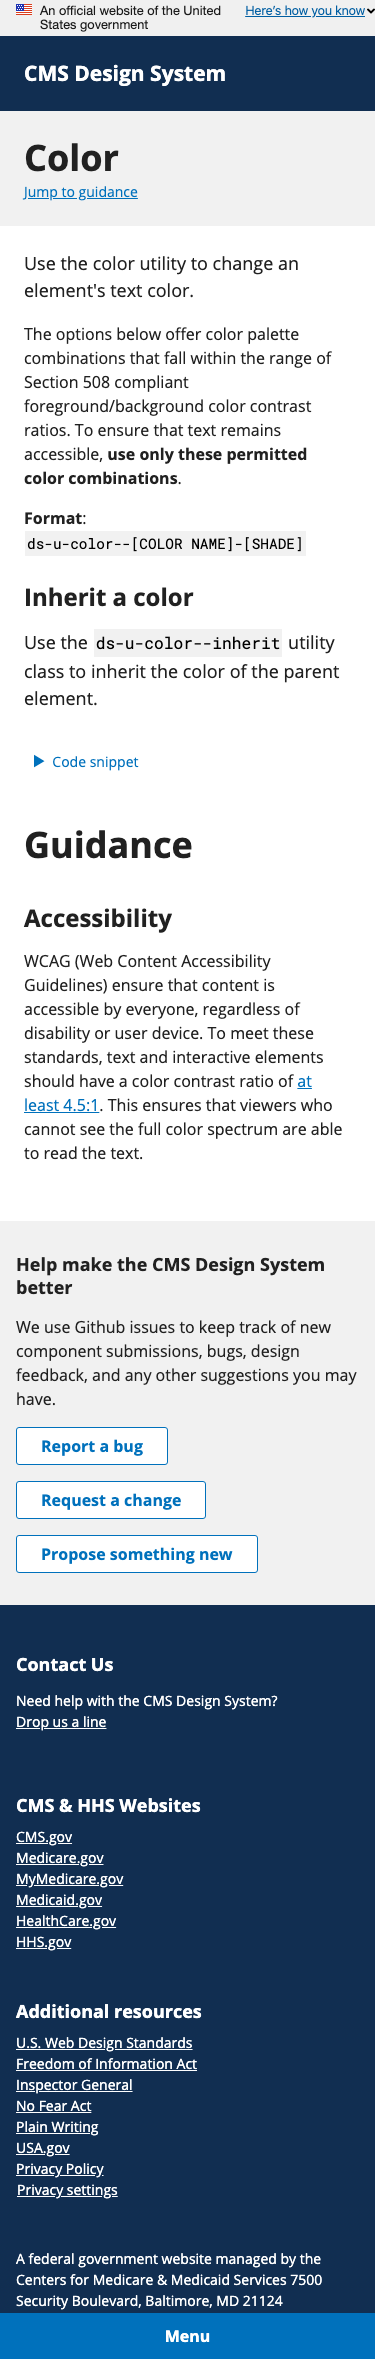 An official website of the United States government
Here's how you know
CMS Design System
Color
Jump to guidance
Use the color utility to change an
element's text color.
The options below offer color palette
combinations that fall within the range of
Section 508 compliant
foreground/background color contrast
ratios. To ensure that text remains
accessible, use only these permitted
color combinations.
Format:
ds-u-color--[COLOR NAME]-[SHADE]
Inherit a color
Use the ds-u-color--inherit utility
class to inherit the color of the parent
element.
Code snippet
Guidance
Accessibility
WCAG (Web Content Accessibility
Guidelines) ensure that content is
accessible by everyone, regardless of
disability or user device. To meet these
standards, text and interactive elements
should have a color contrast ratio of at
least 4.5:1. This ensures that viewers who
cannot see the full color spectrum are able
to read the text.
Help make the CMS Design System
better
We use Github issues to keep track of new
component submissions, bugs, design
feedback, and any other suggestions you may
have.
Report a bug
Request a change
Propose something new
Contact Us
Need help with the CMS Design System?
Drop us a line
CMS & HHS Websites
CMS.gov
Medicare.gov
MyMedicare.gov
Medicaid.gov
HealthCare.gov
HHS.gov
Additional resources
U.S. Web Design Standards
Freedom of Information Act
Inspector General
No Fear Act
Plain Writing
USA.gov
Privacy Policy
Privacy settings
A federal government website managed by the
Centers for Medicare & Medicaid Services 7500
Security Boulevard, Baltimore, MD 21124
Menu